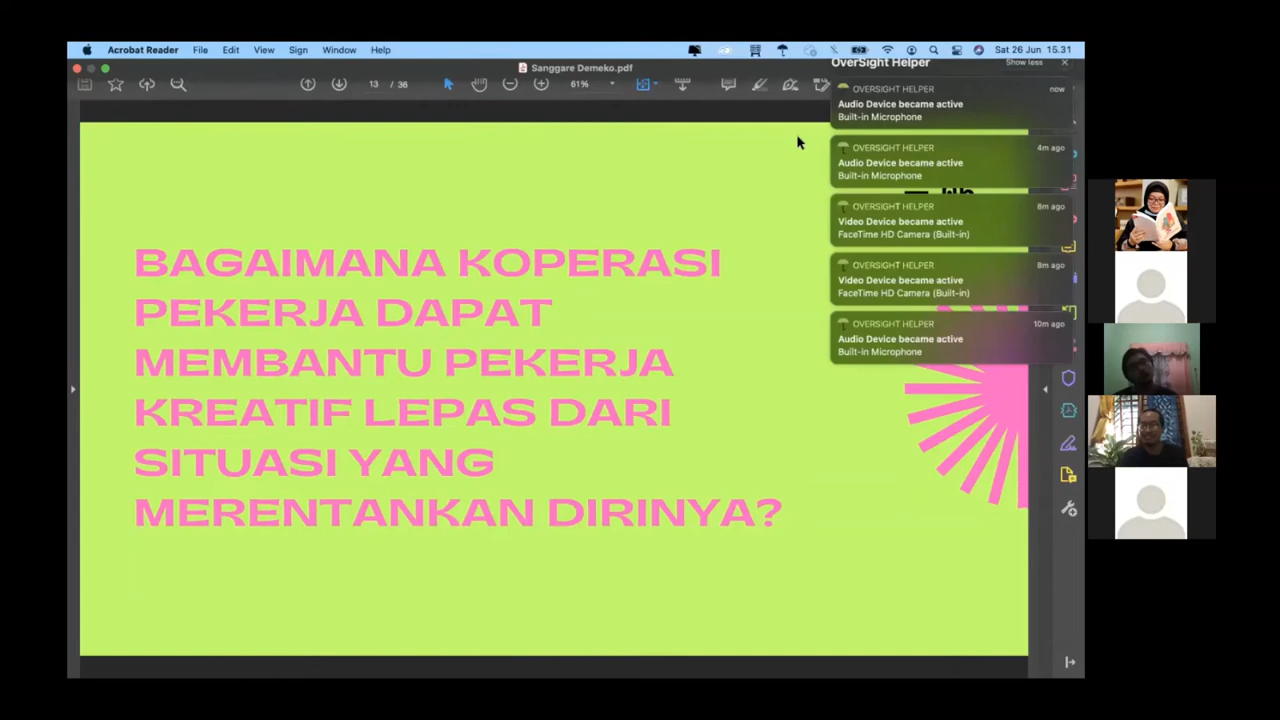 Acrobat Reader File Edit View Sign Window Help Sat 26 Jun 15.31
Sanggare Demeko.pdf
13 / 36 61%
OverSight Helper Show less
OVERSIGHT HELPER now
Audio Device became active
Built-in Microphone
OVERSIGHT HELPER 4m ago
Audio Device became active
Built-in Microphone
OVERSIGHT HELPER 8m ago
Video Device became active
FaceTime HD Camera (Built-in)
OVERSIGHT HELPER 8m ago
Video Device became active
FaceTime HD Camera (Built-in)
OVERSIGHT HELPER 10m ago
Audio Device became active
Built-in Microphone
BAGAIMANA KOPERASI
PEKERJA DAPAT
MEMBANTU PEKERJA
KREATIF LEPAS DARI
SITUASI YANG
MERENTANKAN DIRINYA?